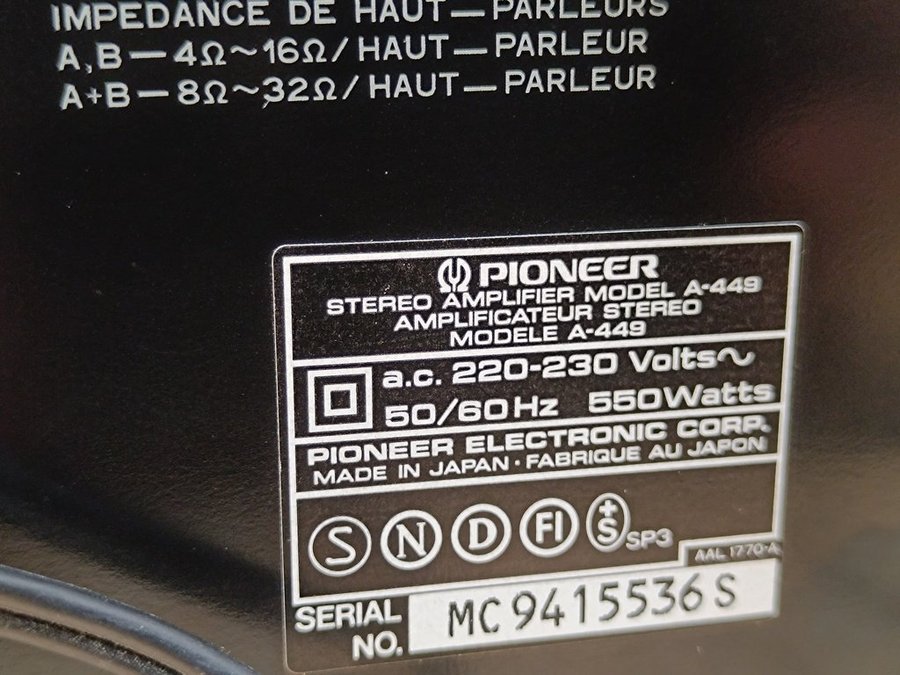 IMPEDANCE DE HAUT—PARLEURS
A,B—4Ω~16Ω/HAUT—PARLEUR
A+B—8Ω~32Ω/HAUT—PARLEUR
PIONEER
STEREO AMPLIFIER MODEL A-449
AMPLIFICATEUR STEREO
MODELE A-449
a.c. 220-230 Volts~
50/60Hz 550Watts
PIONEER ELECTRONIC CORP.
MADE IN JAPAN · FABRIQUE AU JAPON
S N D FI +S SP3
AAL 1770-A
SERIAL NO. MC9415536S